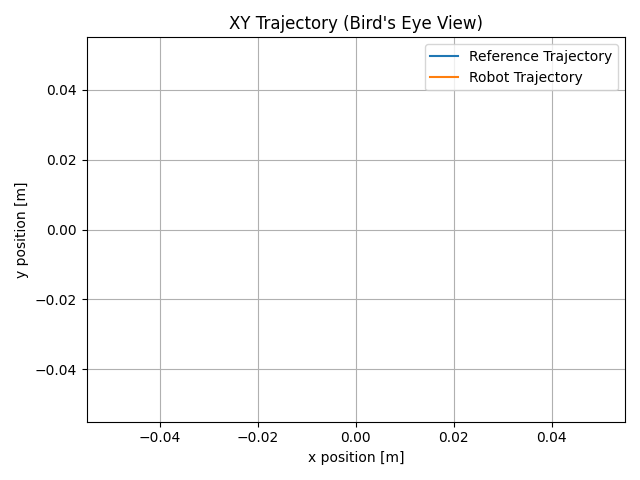 XY Trajectory (Bird's Eye View)
Reference Trajectory
Robot Trajectory
0.04
0.02
0.00
−0.02
−0.04
y position [m]
−0.04 −0.02 0.00 0.02 0.04
x position [m]